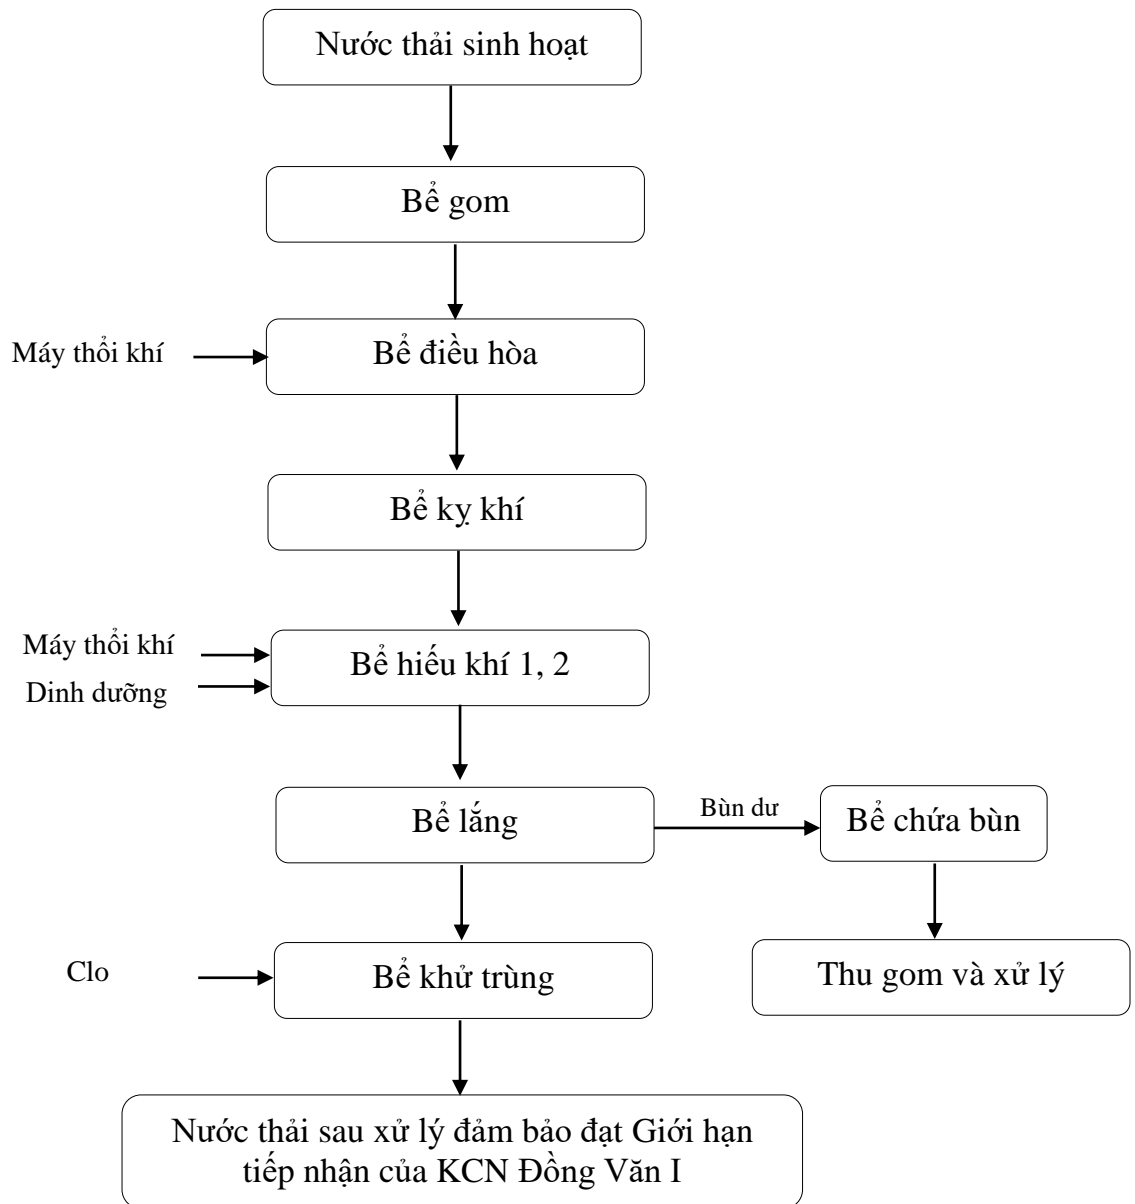 Nước thải sinh hoạt
Bể gom
Máy thổi khí
Bể điều hòa
Bể kỵ khí
Máy thổi khí
Dinh dưỡng
Bể hiếu khí 1, 2
Bể lắng
Bùn dư
Bể chứa bùn
Clo
Bể khử trùng
Thu gom và xử lý
Nước thải sau xử lý đảm bảo đạt Giới hạn
tiếp nhận của KCN Đồng Văn I